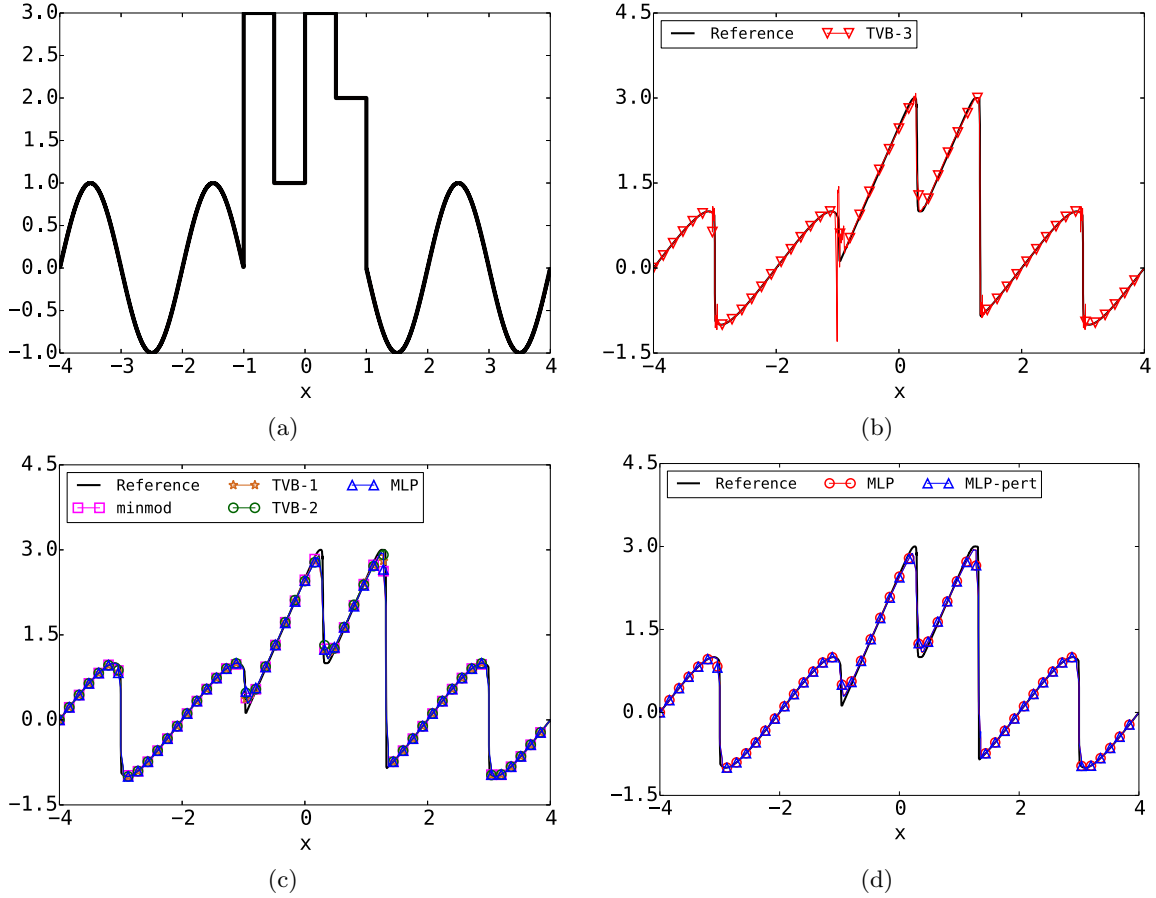 3.0
2.5
2.0
1.5
1.0
0.5
0.0
−0.5
−1.0
−4 −3 −2 −1 0 1 2 3 4
x
(a)
4.5
Reference TVB-3
3.0
1.5
0.0
−1.5
−4 −2 0 2 4
x
(b)
4.5
Reference TVB-1 MLP
minmod TVB-2
3.0
1.5
0.0
−1.5
−4 −2 0 2 4
x
(c)
4.5
Reference MLP MLP-pert
3.0
1.5
0.0
−1.5
−4 −2 0 2 4
x
(d)